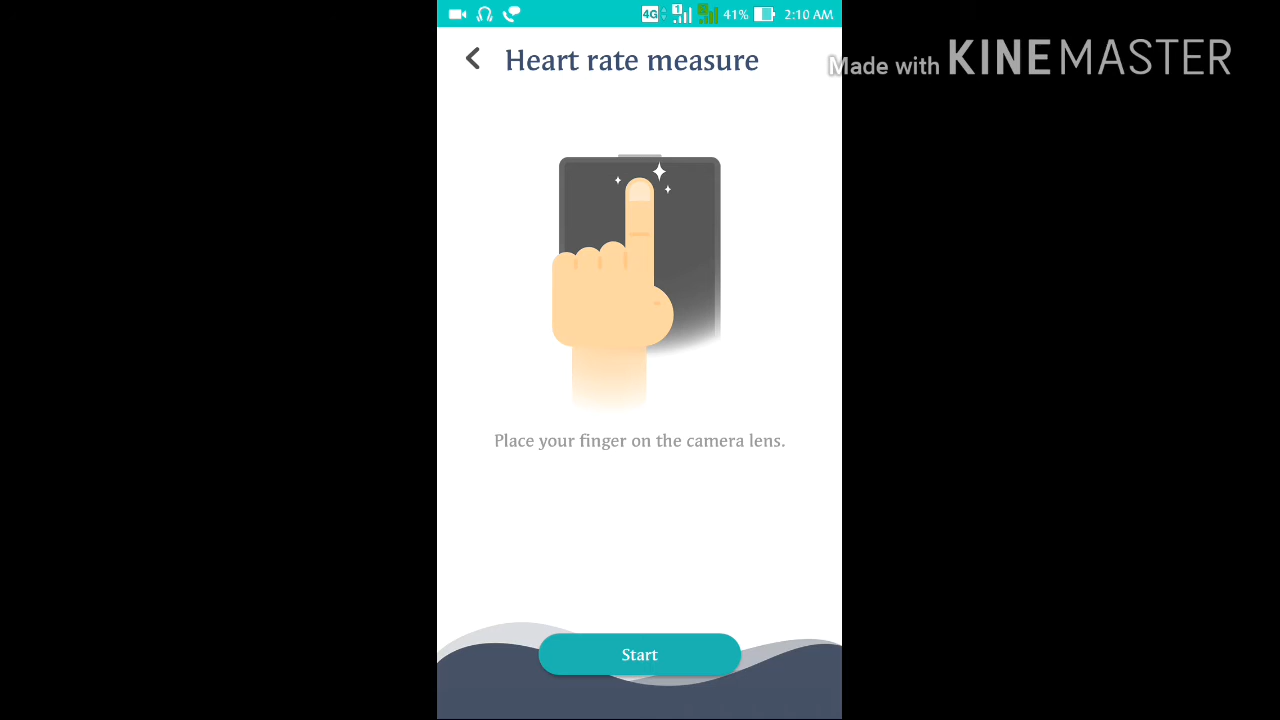 4G 1 41% 2:10 AM
Heart rate measure
Made with KINEMASTER
Place your finger on the camera lens.
Start